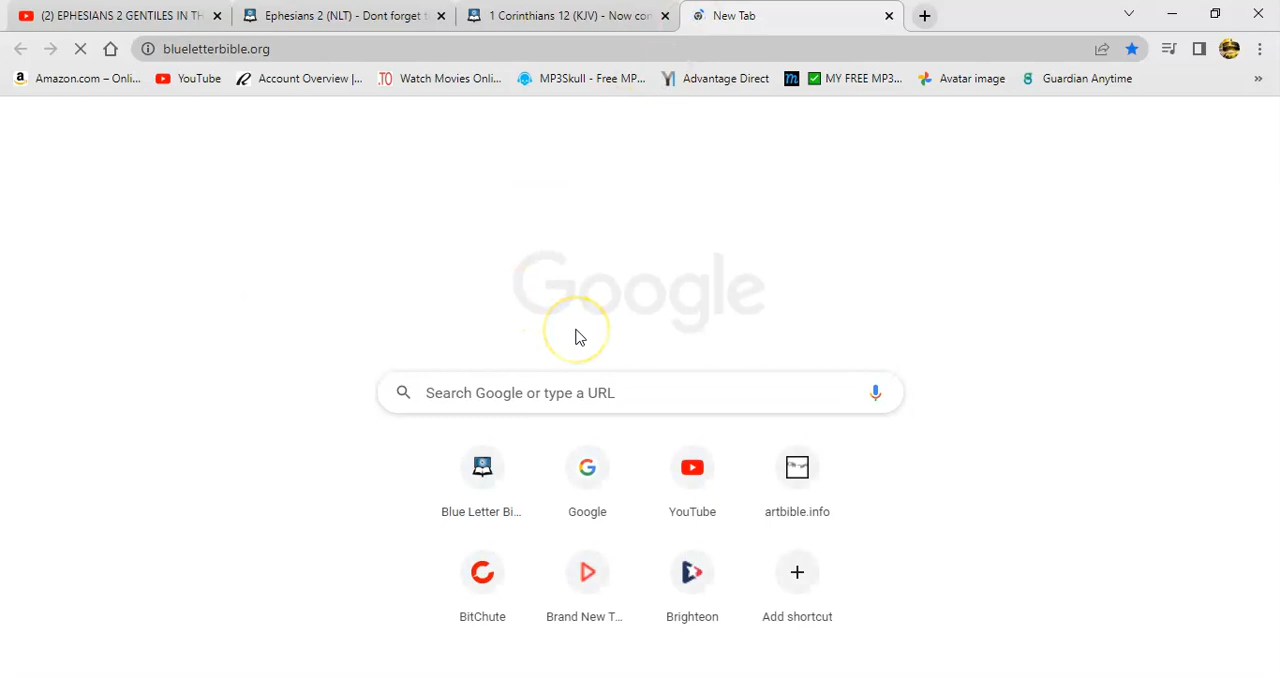 (2) EPHESIANS 2 GENTILES IN TH
Ephesians 2 (NLT) - Dont forget t
1 Corinthians 12 (KJV) - Now con
New Tab
blueletterbible.org
Amazon.com – Onli...
YouTube
Account Overview |...
.TO Watch Movies Onli...
MP3Skull - Free MP...
Advantage Direct
m MY FREE MP3...
Avatar image
Guardian Anytime
»
Google
Search Google or type a URL
Blue Letter Bi...
Google
YouTube
artbible.info
BitChute
Brand New T...
Brighteon
Add shortcut